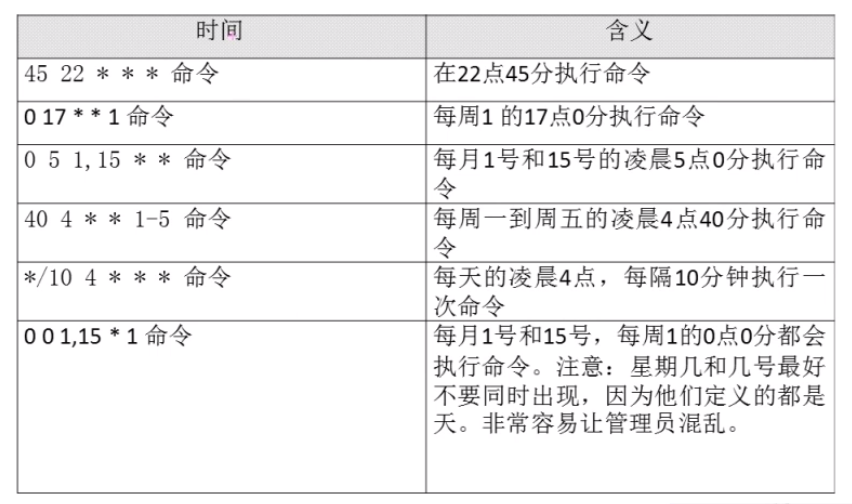 时间
含义
45 22 * * * 命令
在22点45分执行命令
0 17 * * 1 命令
每周1 的17点0分执行命令
0 5 1,15 * * 命令
每月1号和15号的凌晨5点0分执行命
令
40 4 * * 1-5 命令
每周一到周五的凌晨4点40分执行命
令
*/10 4 * * * 命令
每天的凌晨4点，每隔10分钟执行一
次命令
0 0 1,15 * 1 命令
每月1号和15号，每周1的0点0分都会
执行命令。注意：星期几和几号最好
不要同时出现，因为他们定义的都是
天。非常容易让管理员混乱。